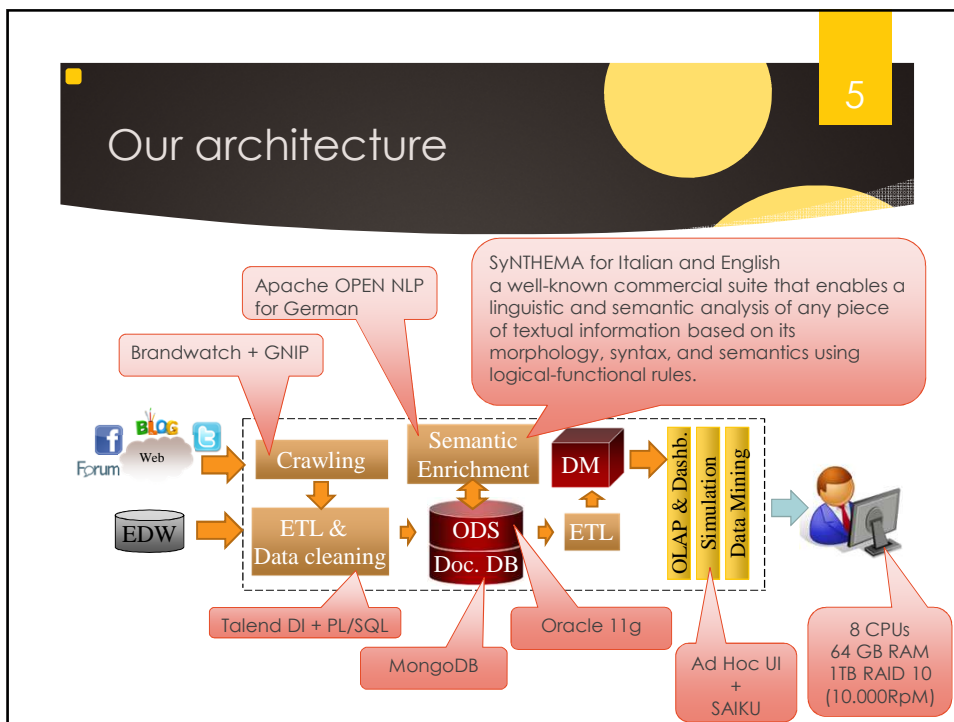 5
Our architecture
SyNTHEMA for Italian and English
a well-known commercial suite that enables a
linguistic and semantic analysis of any piece
of textual information based on its
morphology, syntax, and semantics using
logical-functional rules.
Apache OPEN NLP
for German
Brandwatch + GNIP
BLOG
Forum
Web
Crawling
Semantic
Enrichment
DM
OLAP & Dashb.
Simulation
Data Mining
EDW
ETL &
Data cleaning
ODS
Doc. DB
ETL
Talend DI + PL/SQL
MongoDB
Oracle 11g
Ad Hoc UI
+
SAIKU
8 CPUs
64 GB RAM
1TB RAID 10
(10.000RpM)